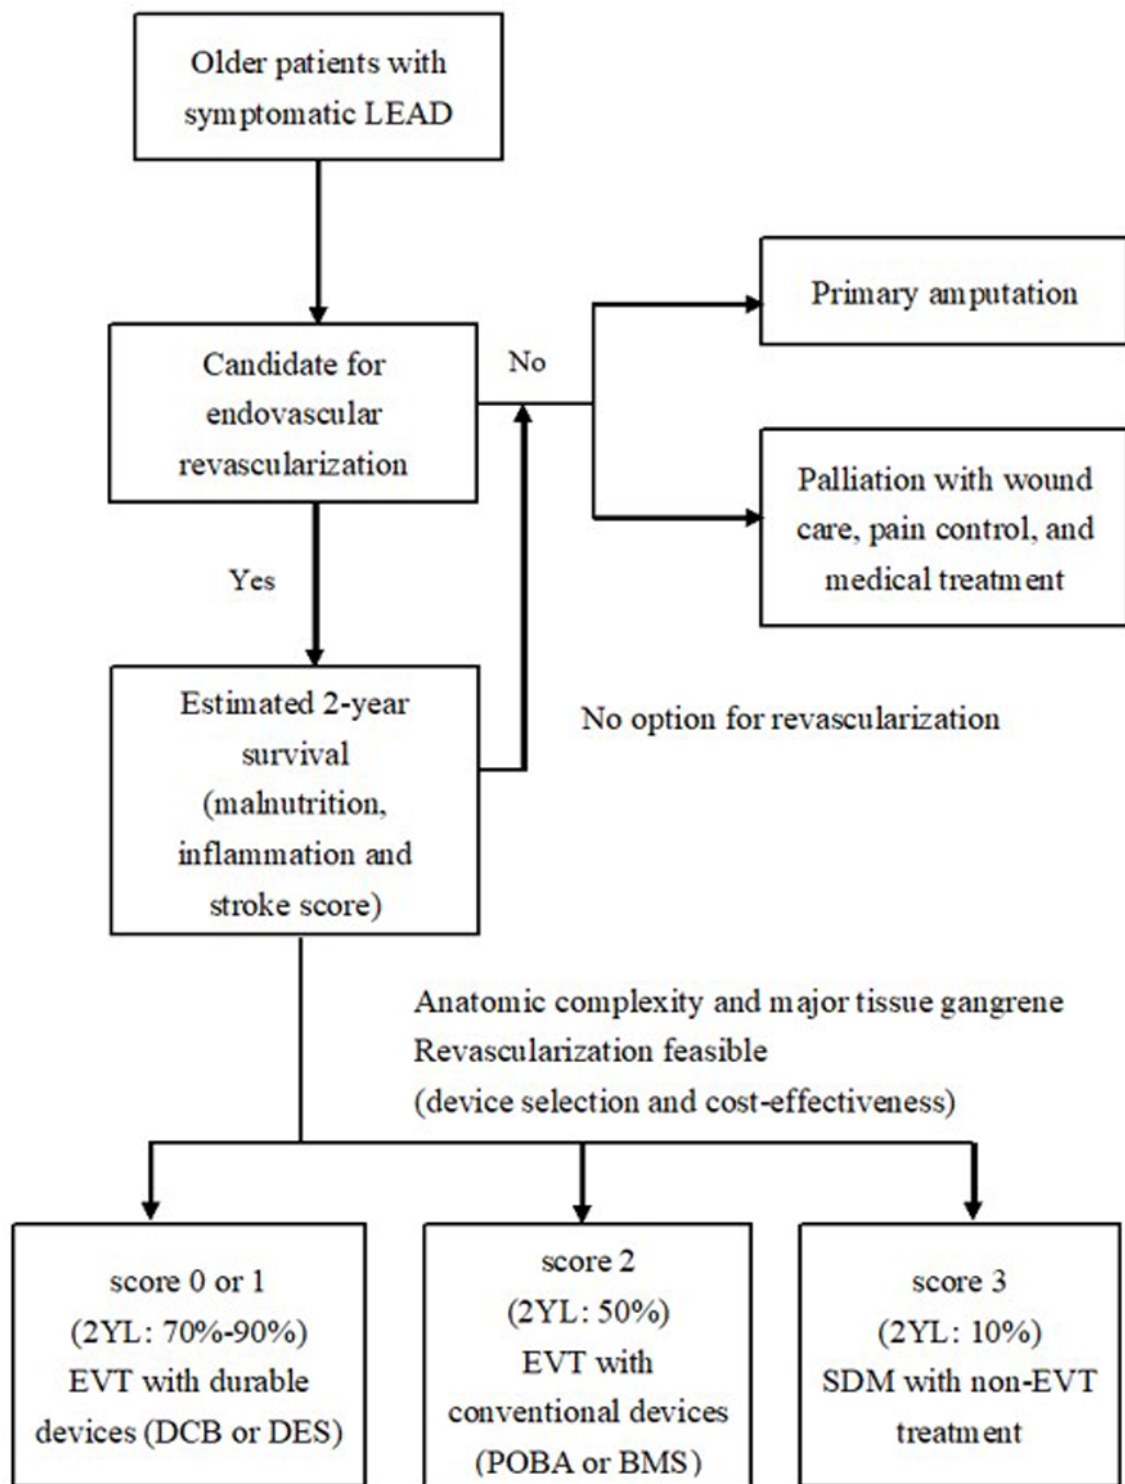 Older patients with
symptomatic LEAD
Primary amputation
Candidate for
endovascular
revascularization
No
Palliation with wound
care, pain control, and
medical treatment
Yes
Estimated 2-year
survival
(malnutrition,
inflammation and
stroke score)
No option for revascularization
Anatomic complexity and major tissue gangrene
Revascularization feasible
(device selection and cost-effectiveness)
score 0 or 1
(2YL: 70%-90%)
EVT with durable
devices (DCB or DES)
score 2
(2YL: 50%)
EVT with
conventional devices
(POBA or BMS)
score 3
(2YL: 10%)
SDM with non-EVT
treatment